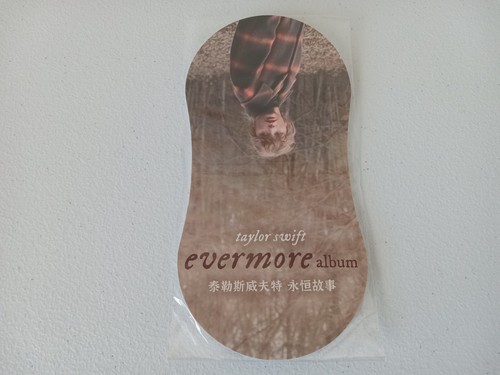 taylor swift
evermore album
泰勒斯威夫特 永恒故事